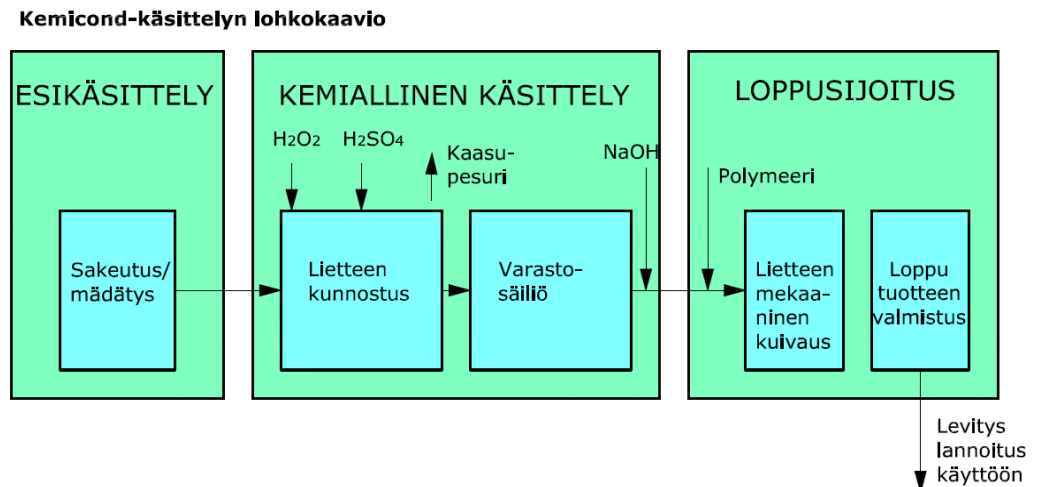 Kemicond-käsittelyn lohkokaavio
ESIKÄSITTELY
Sakeutus/
mädätys
KEMIALLINEN KÄSITTELY
H₂O₂
H₂SO₄
Kaasu-
pesuri
NaOH
Lietteen
kunnostus
Varasto-
säiliö
LOPPUSIJOITUS
Polymeeri
Lietteen
mekaa-
ninen
kuivaus
Loppu
tuotteen
valmistus
Levitys
lannoitus
käyttöön